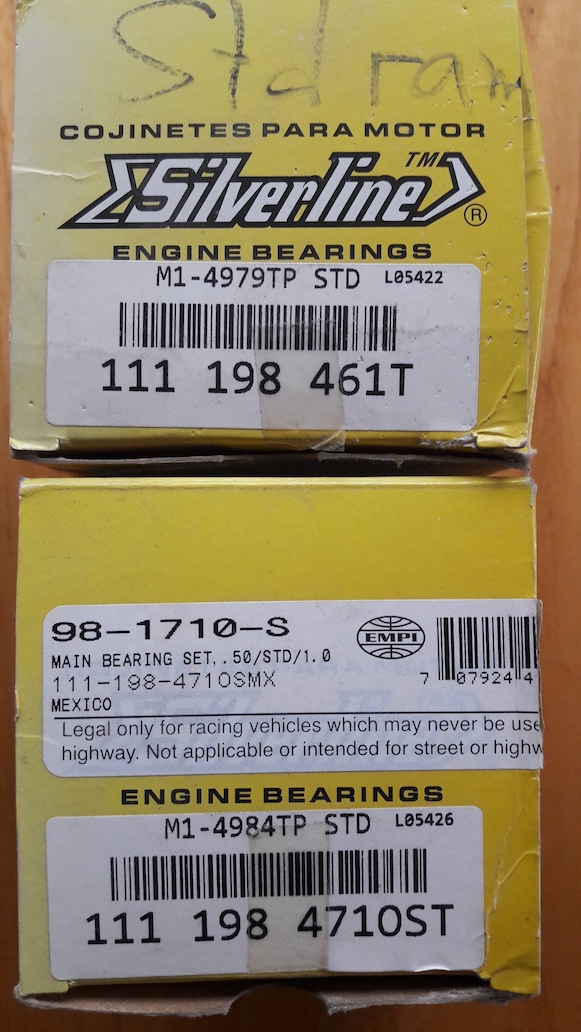 Std ram
COJINETES PARA MOTOR
Silverline TM
®
ENGINE BEARINGS
M1-4979TP STD L05422
111 198 461T
98-1710-S
EMPI
MAIN BEARING SET,.50/STD/1.0
111-198-4710SMX
7 07924 4
MEXICO
Legal only for racing vehicles which may never be use
highway. Not applicable or intended for street or highw
ENGINE BEARINGS
M1-4984TP STD L05426
111 198 4710ST